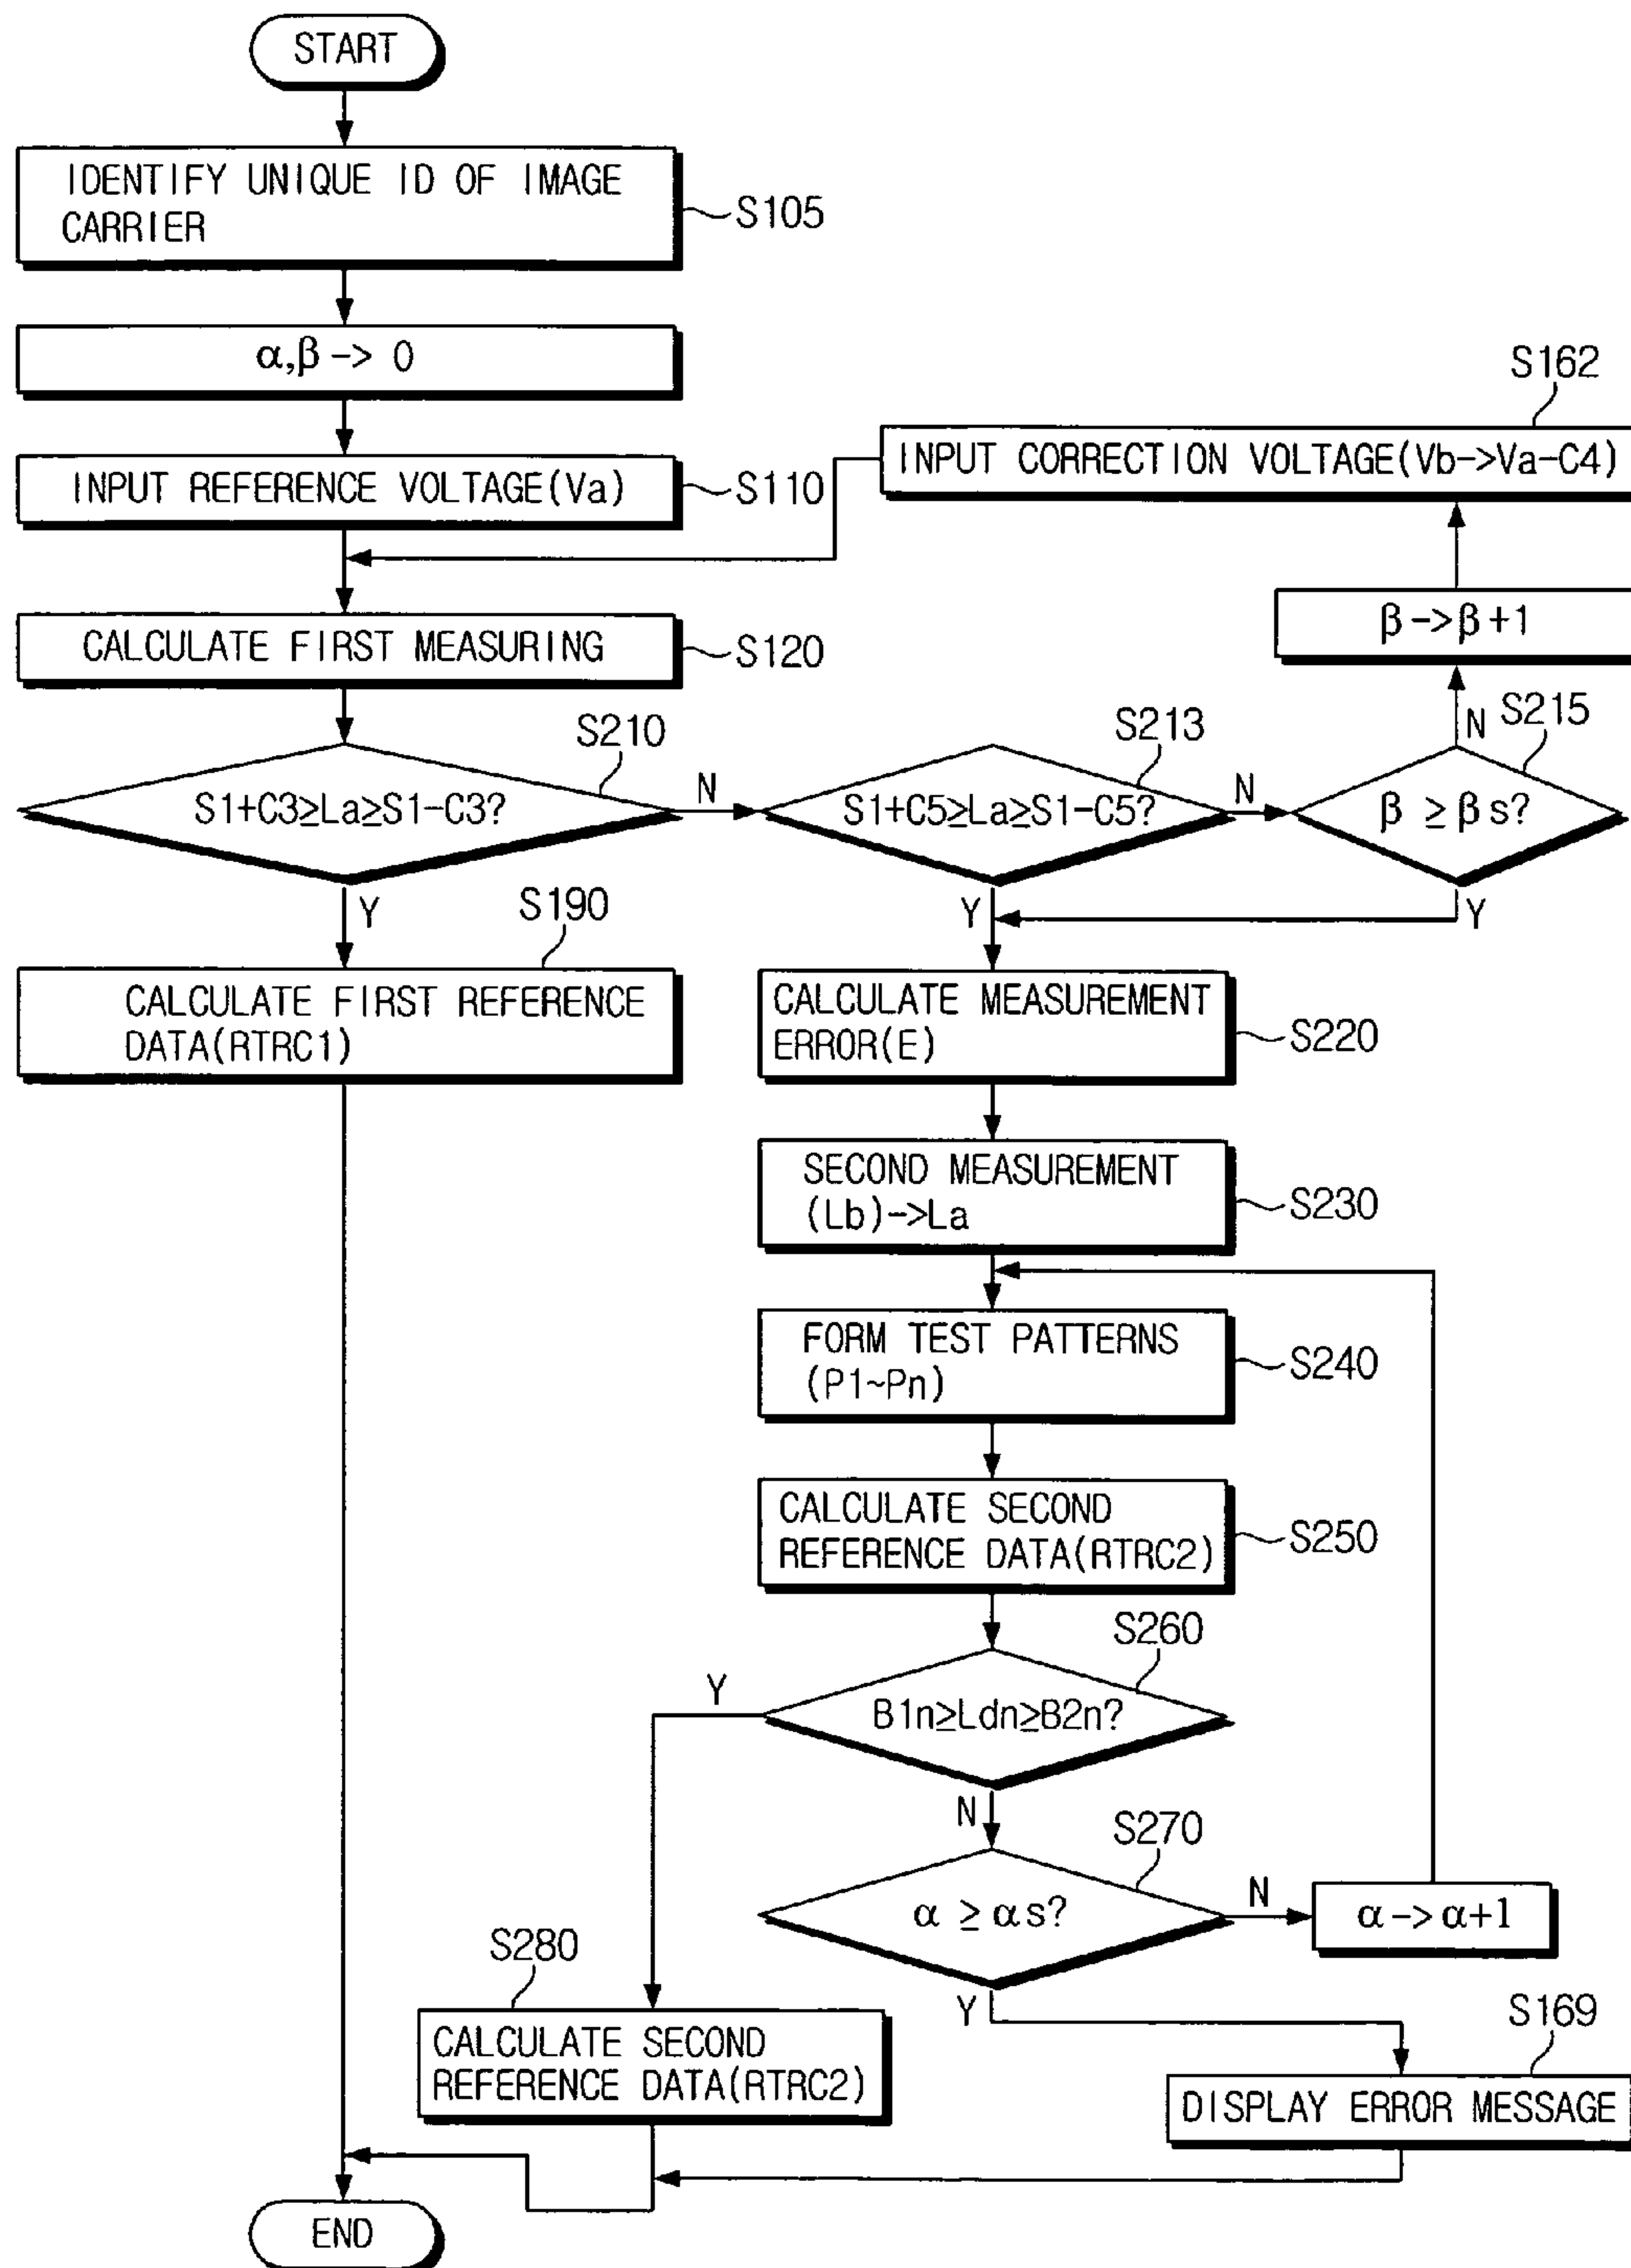 START
IDENTIFY UNIQUE ID OF IMAGE
CARRIER
S105
α,β -> 0
S162
INPUT REFERENCE VOLTAGE(Va)
S110
INPUT CORRECTION VOLTAGE(Vb->Va-C4)
β->β+1
CALCULATE FIRST MEASURING
S120
S210
S1+C3≥La≥S1-C3?
N
Y
S213
S1+C5≥La≥S1-C5?
N
Y
S215
N
β ≥ βs?
Y
S190
CALCULATE FIRST REFERENCE
DATA(RTRC1)
CALCULATE MEASUREMENT
ERROR(E)
S220
SECOND MEASUREMENT
(Lb)->La
S230
FORM TEST PATTERNS
(P1~Pn)
S240
CALCULATE SECOND
REFERENCE DATA(RTRC2)
S250
S260
Y
B1n≥Ldn≥B2n?
N
S270
α ≥ αs?
N
α->α+1
Y
S280
CALCULATE SECOND
REFERENCE DATA(RTRC2)
S169
DISPLAY ERROR MESSAGE
END